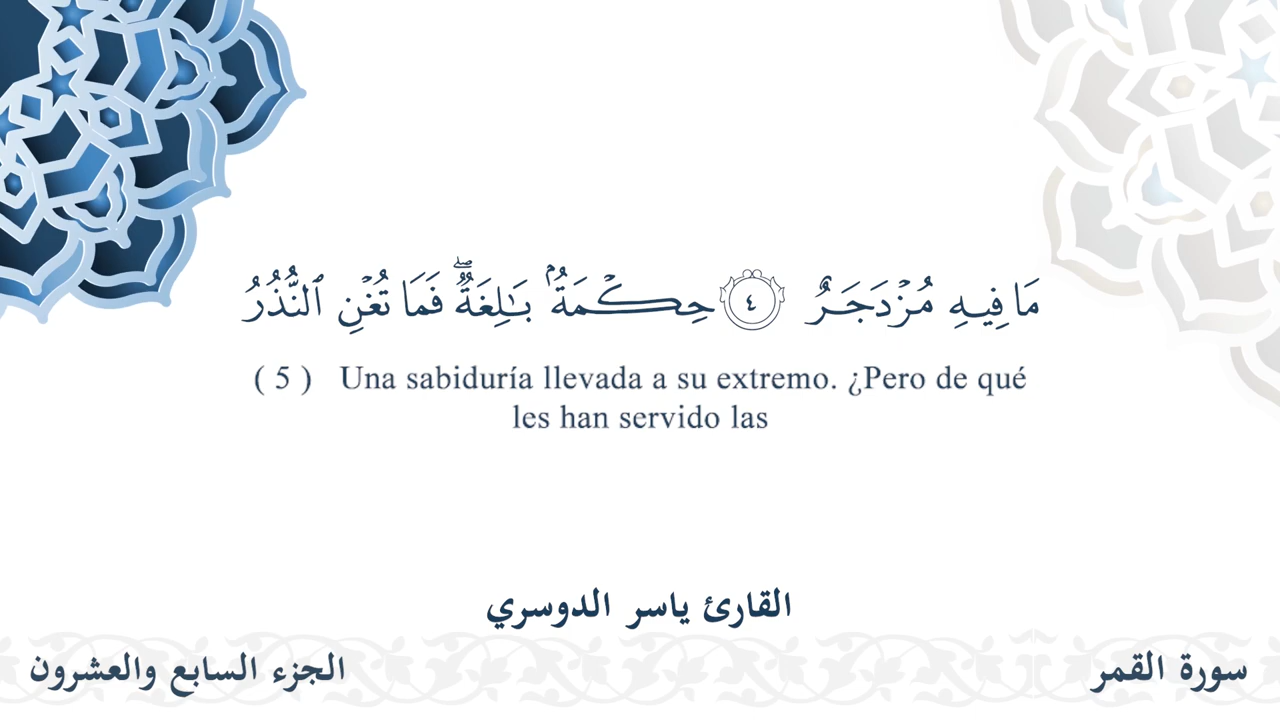 مَا فِيهِ مُزۡدَجَرٌ ٤ حِكۡمَةُۢ بَٰلِغَةٞۖ فَمَا تُغۡنِ ٱلنُّذُرُ
( 5 ) Una sabiduría llevada a su extremo. ¿Pero de qué
les han servido las
القارئ ياسر الدوسري
سورة القمر
الجزء السابع والعشرون